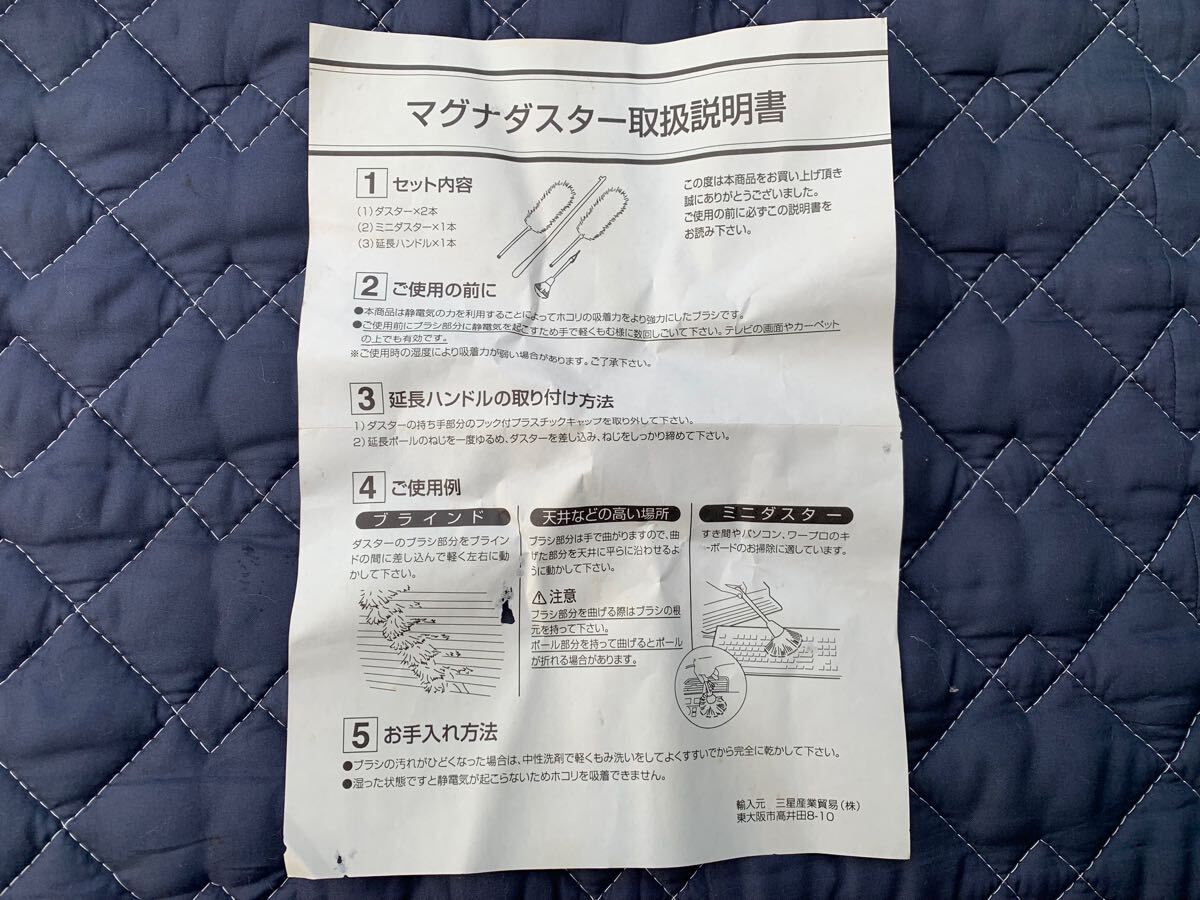 マグナダスター取扱説明書
1 セット内容
(1)ダスター×2本
(2)ミニダスター×1本
(3)延長ハンドル×1本
この度は本商品をお買い上げ頂き
誠にありがとうございました。
ご使用の前に必ずこの説明書を
お読み下さい。
2 ご使用の前に
●本商品は静電気の力を利用することによってホコリの吸着力をより強力にしたブラシです。
●ご使用前にブラシ部分に静電気を起こすため手で軽くもむ様に数回しごいて下さい。テレビの画面やカーペット
の上でも有効です。
※ご使用時の湿度により吸着力が弱い場合があります。ご了承下さい。
3 延長ハンドルの取り付け方法
1)ダスターの持ち手部分のフック付プラスチックキャップを取り外して下さい。
2)延長ポールのねじを一度ゆるめ、ダスターを差し込み、ねじをしっかり締めて下さい。
4 ご使用例
ブラインド
ダスターのブラシ部分をブライン
ドの間に差し込んで軽く左右に動
かして下さい。
天井などの高い場所
ブラシ部分は手で曲がりますので、曲
げた部分を天井に平らに沿わせるよ
うに動かして下さい。
⚠注意
ブラシ部分を曲げる際はブラシの根
元を持って下さい。
ポール部分を持って曲げるとポール
が折れる場合があります。
ミニダスター
すき間やパソコン、ワープロのキ
ーボードのお掃除に適しています。
5 お手入れ方法
●ブラシの汚れがひどくなった場合は、中性洗剤で軽くもみ洗いをしてよくすすいでから完全に乾かして下さい。
●湿った状態ですと静電気が起こらないためホコリを吸着できません。
輸入元 三星産業貿易(株)
東大阪市高井田8-10